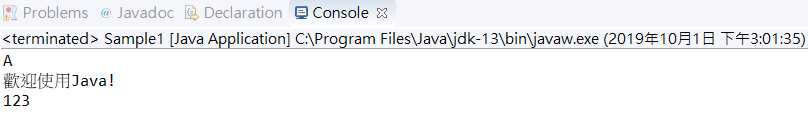 Problems @ Javadoc Declaration Console
<terminated> Sample1 [Java Application] C:\Program Files\Java\jdk-13\bin\javaw.exe (2019年10月1日 下午3:01:35)
A
歡迎使用Java!
123